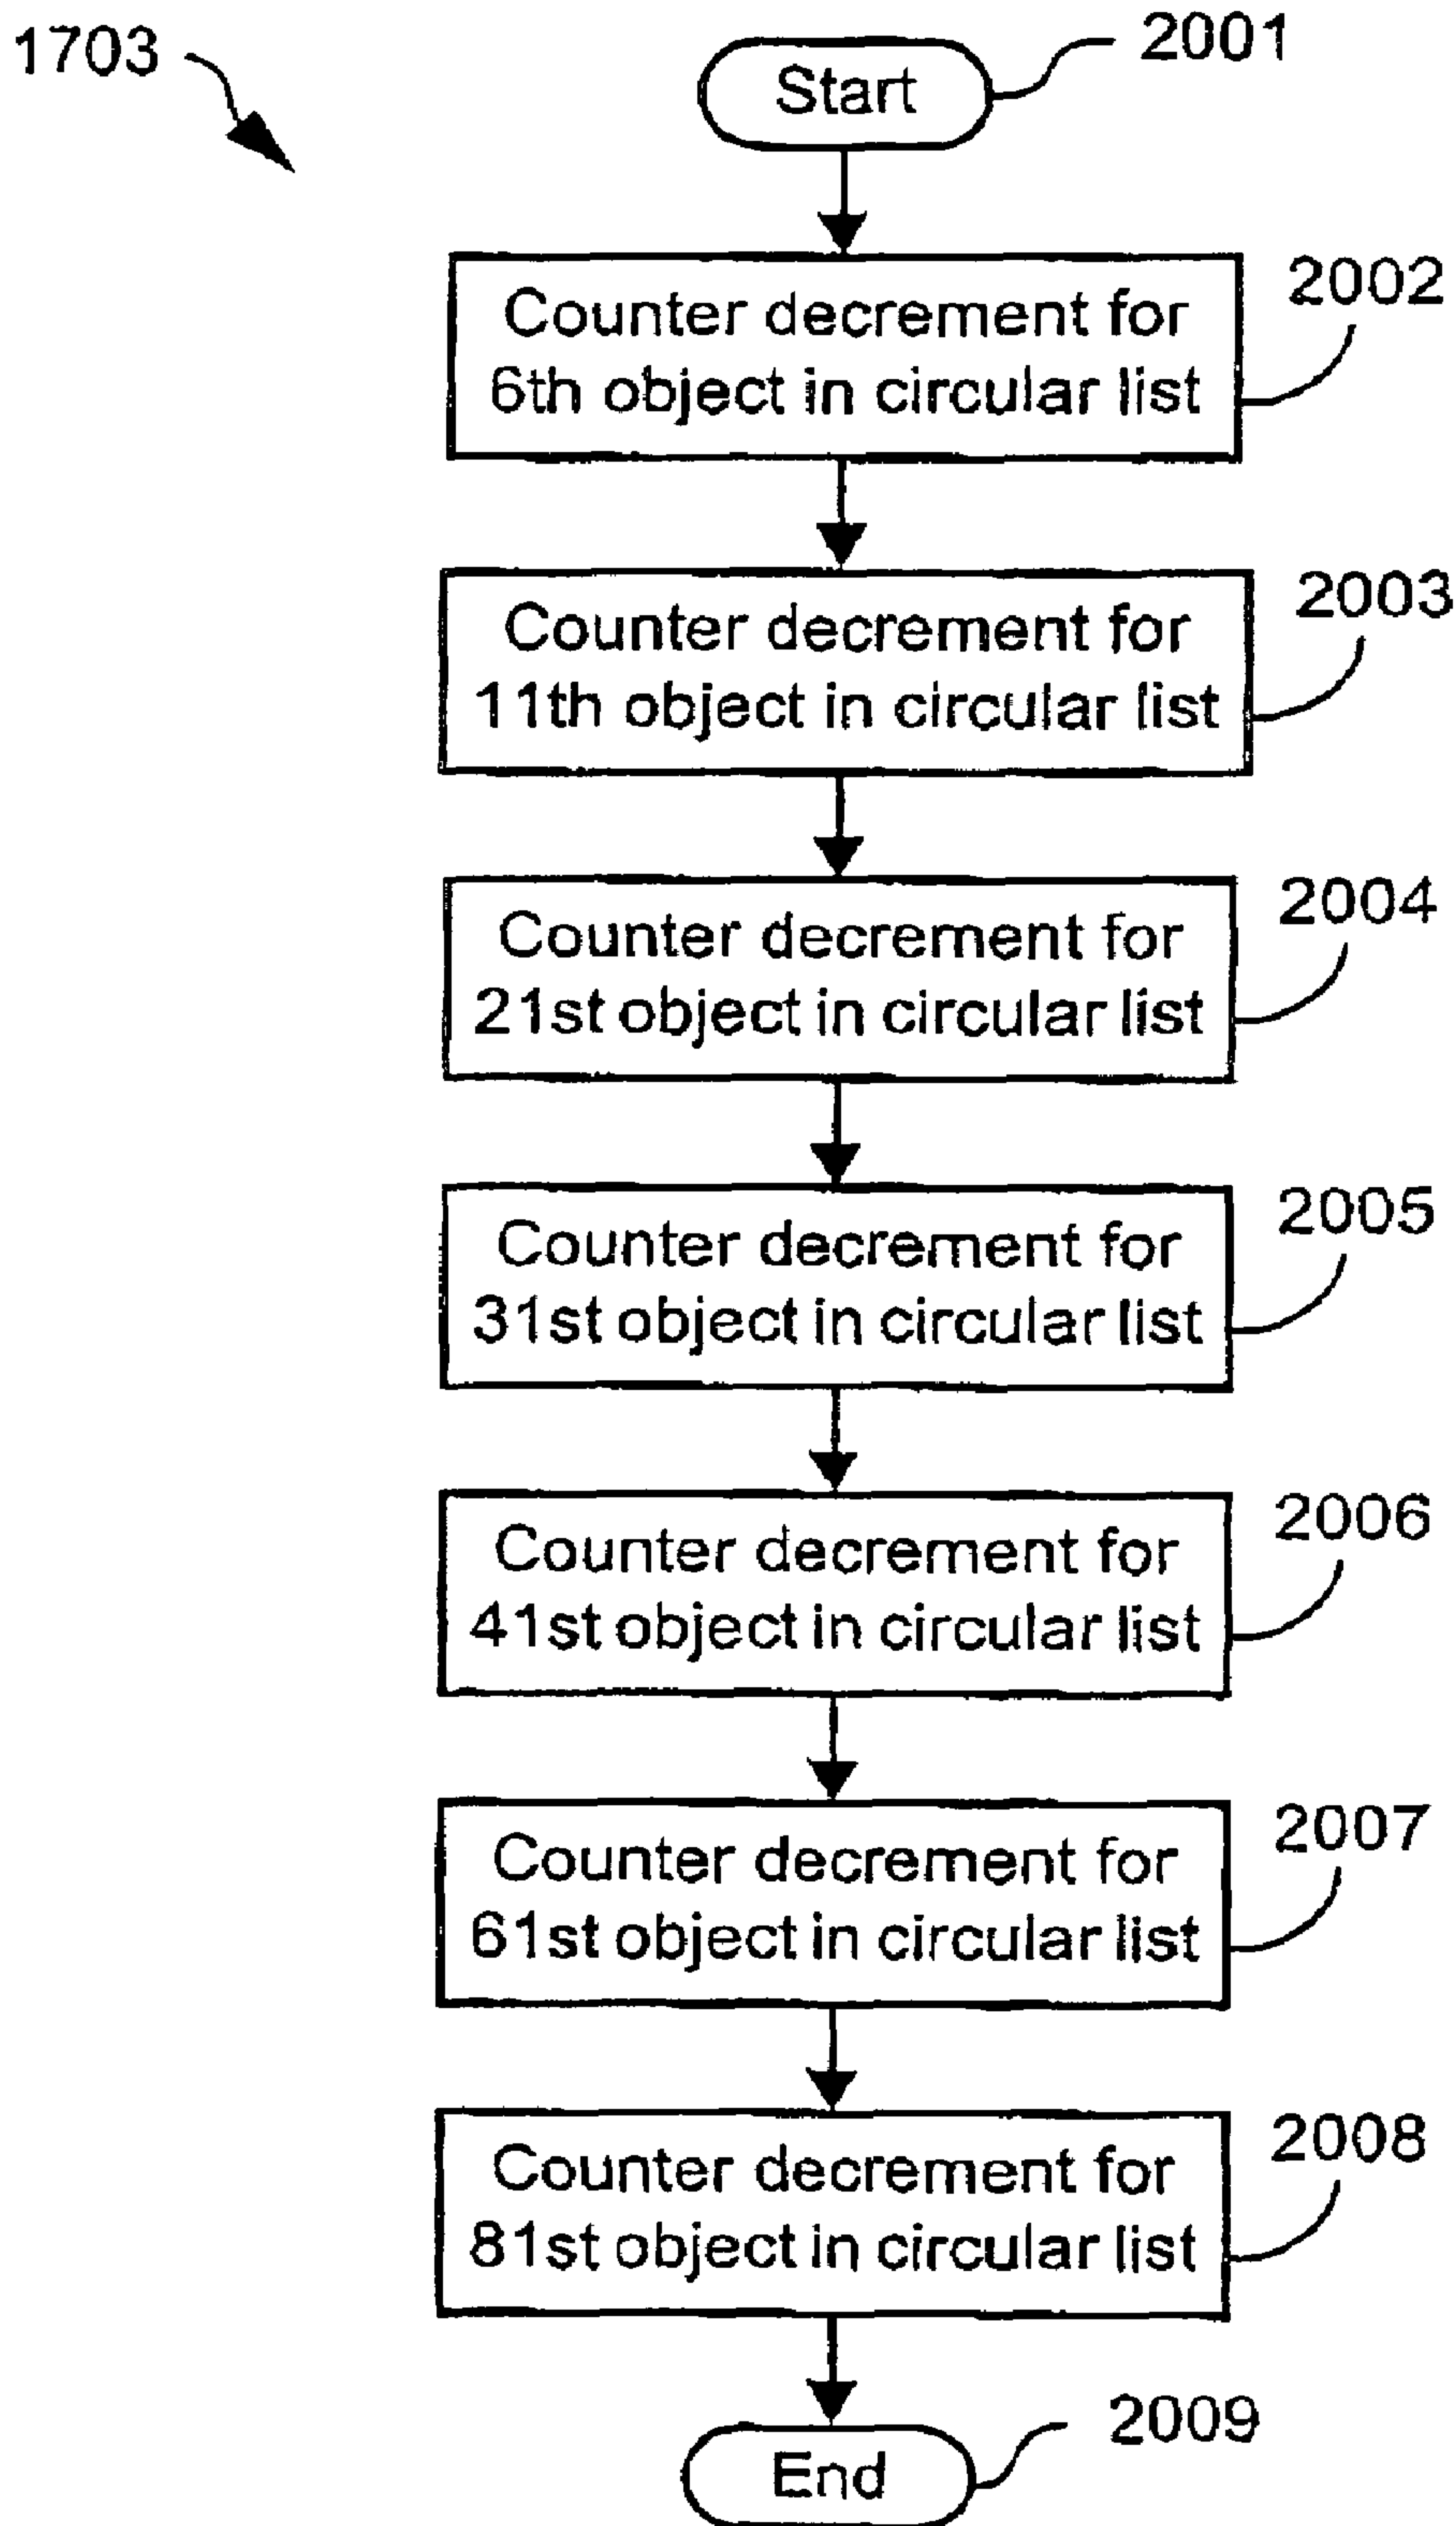 1703
2001
Start
2002
Counter decrement for
6th object in circular list
2003
Counter decrement for
11th object in circular list
2004
Counter decrement for
21st object in circular list
2005
Counter decrement for
31st object in circular list
2006
Counter decrement for
41st object in circular list
2007
Counter decrement for
61st object in circular list
2008
Counter decrement for
81st object in circular list
2009
End